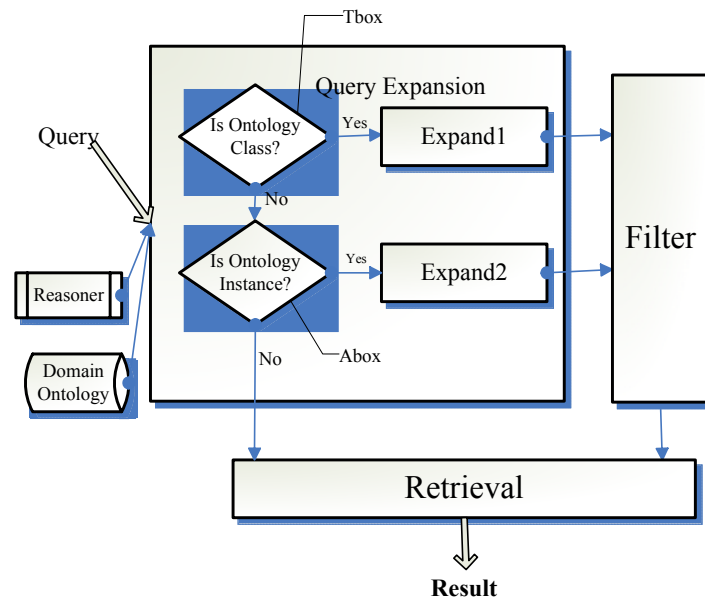 Tbox
Query Expansion
Query
Is Ontology
Class?
Yes
Expand1
No
Filter
Is Ontology
Instance?
Yes
Expand2
Reasoner
No
Abox
Domain
Ontology
Retrieval
Result